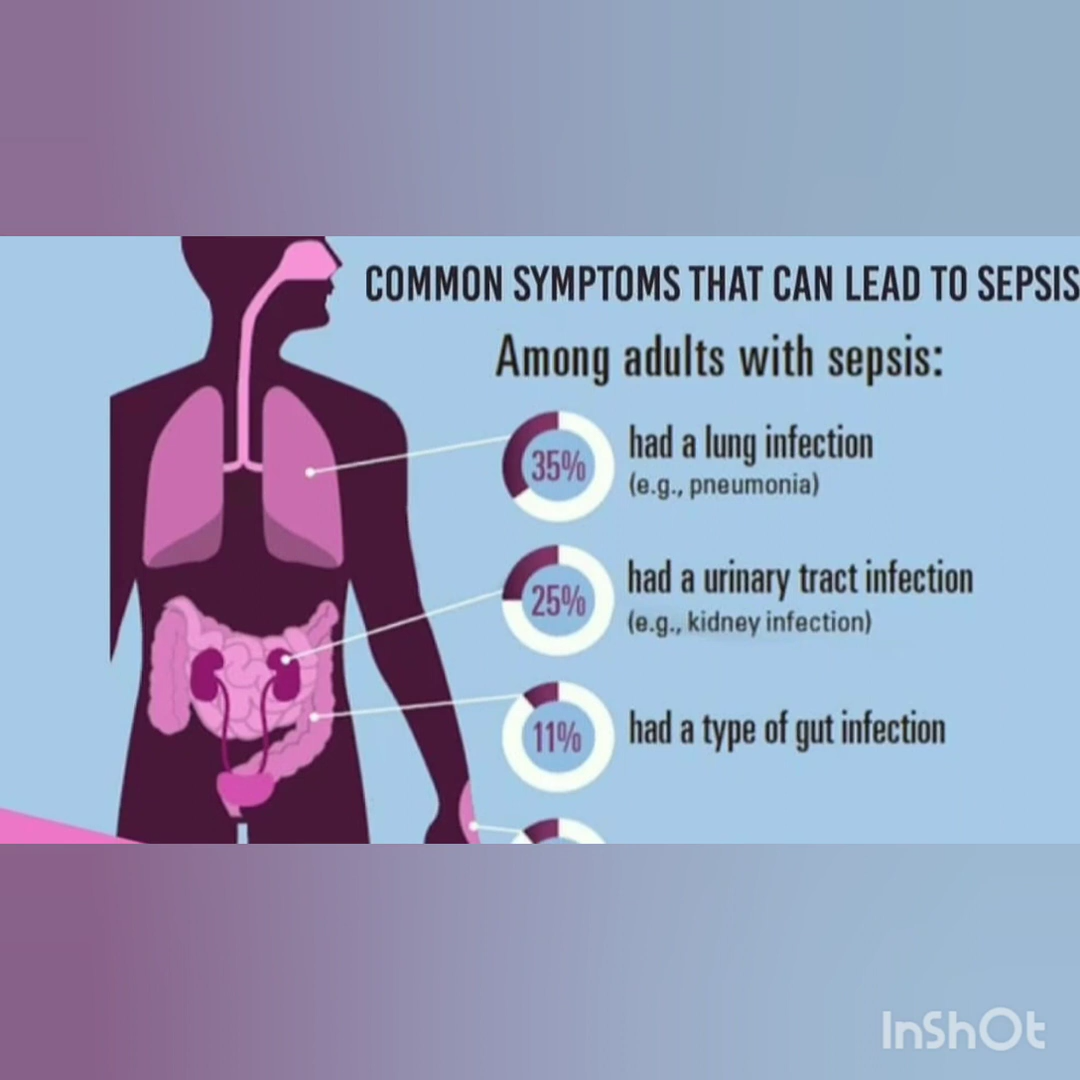 COMMON SYMPTOMS THAT CAN LEAD TO SEPSIS
Among adults with sepsis:
35%
had a lung infection
(e.g., pneumonia)
25%
had a urinary tract infection
(e.g., kidney infection)
11%
had a type of gut infection
InShOt